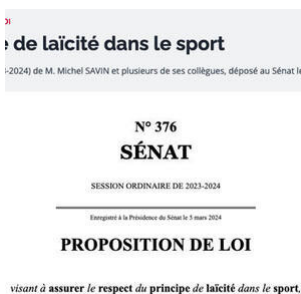 de laïcité dans le sport
-2024) de M. Michel SAVIN et plusieurs de ses collègues, déposé au Sénat le
N° 376
SÉNAT
SESSION ORDINAIRE DE 2023-2024
Enregistré à la Présidence du Sénat le 5 mars 2024
PROPOSITION DE LOI
visant à assurer le respect du principe de laïcité dans le sport,